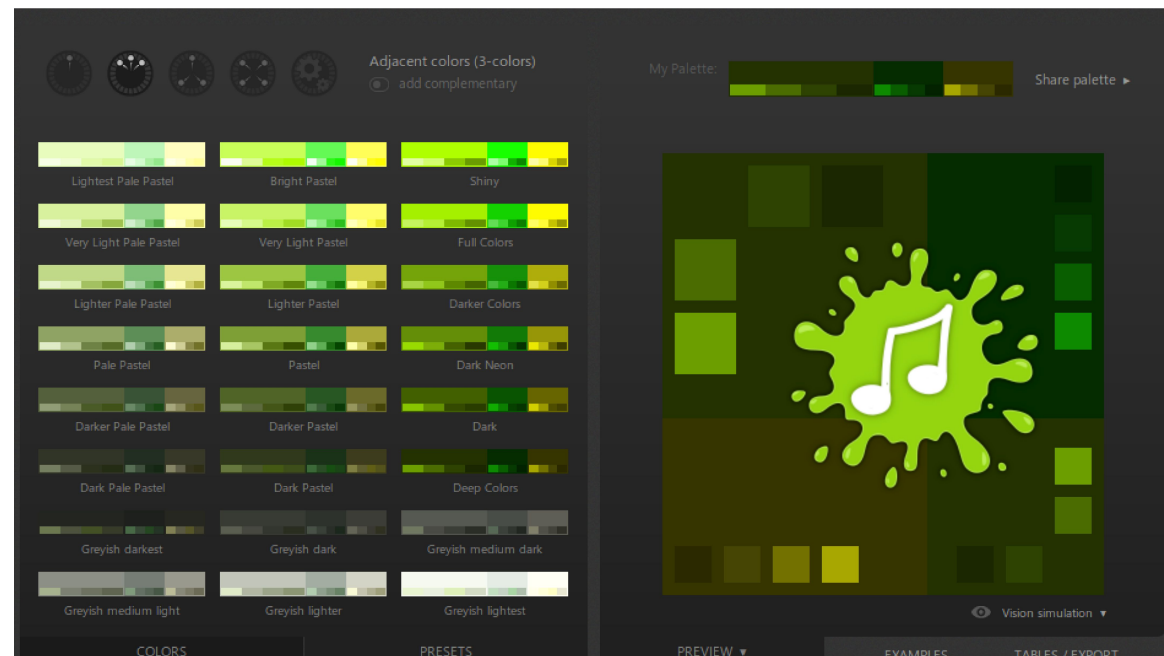 Adjacent colors (3-colors)
add complementary
My Palette:
Share palette ►
Lightest Pale Pastel
Bright Pastel
Shiny
Very Light Pale Pastel
Very Light Pastel
Full Colors
Lighter Pale Pastel
Lighter Pastel
Darker Colors
Pale Pastel
Pastel
Dark Neon
Darker Pale Pastel
Darker Pastel
Dark
Dark Pale Pastel
Dark Pastel
Deep Colors
Greyish darkest
Greyish dark
Greyish medium dark
Greyish medium light
Greyish lighter
Greyish lightest
Vision simulation ▼
COLORS
PRESETS
PREVIEW ▼
EXAMPLES
TABLES / EXPORT